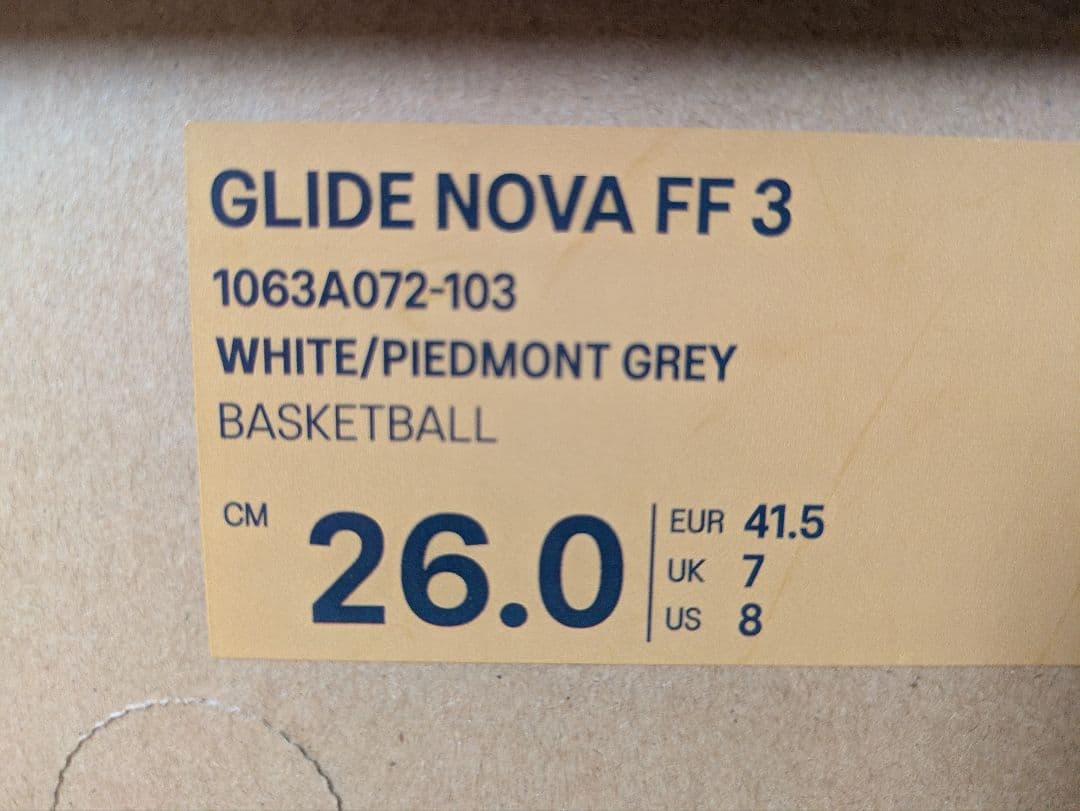 GLIDE NOVA FF 3
1063A072-103
WHITE/PIEDMONT GREY
BASKETBALL
CM 26.0
EUR 41.5
UK 7
US 8